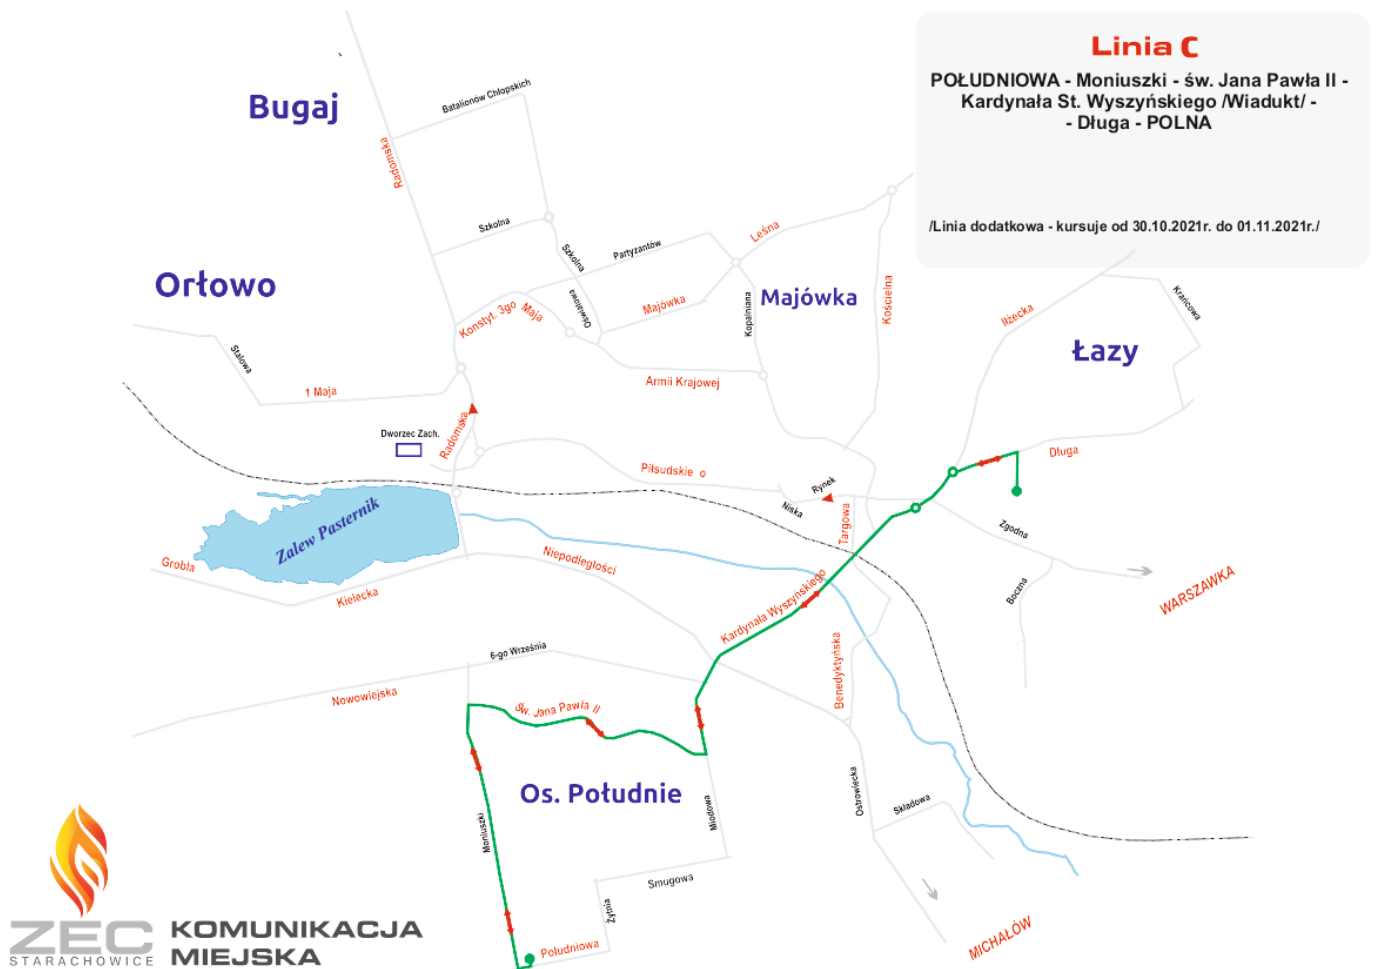 Linia C
POŁUDNIOWA - Moniuszki - św. Jana Pawła II -
Kardynała St. Wyszyńskiego /Wiadukt/ -
- Długa - POLNA
/Linia dodatkowa - kursuje od 30.10.2021r. do 01.11.2021r./
Bugaj
Batalionów Chłopskich
Radomska
Szkolna
Szkolna
Partyzantów
Leśna
Orłowo
Oświatowa
Majówka
Majówka
Kopalniana
Kościelna
Konstyt. 3go Maja
Iłżecka
Krańcowa
Łazy
Stalowa
1 Maja
Armii Krajowej
Dworzec Zach.
Radomska
Piłsudskie o
Długa
Rynek
Niska
Targowa
Zgodna
Zalew Pasternik
Grobla
Kielecka
Niepodległości
Kardynała Wyszyńskiego
Boczna
WARSZAWKA
6-go Września
Benedyktyńska
Nowowiejska
Św. Jana Pawła II
Os. Południe
Moniuszki
Miodowa
Ostrowiecka
Składowa
Smugowa
Żytnia
Południowa
MICHAŁÓW
ZEC
STARACHOWICE
KOMUNIKACJA
MIEJSKA